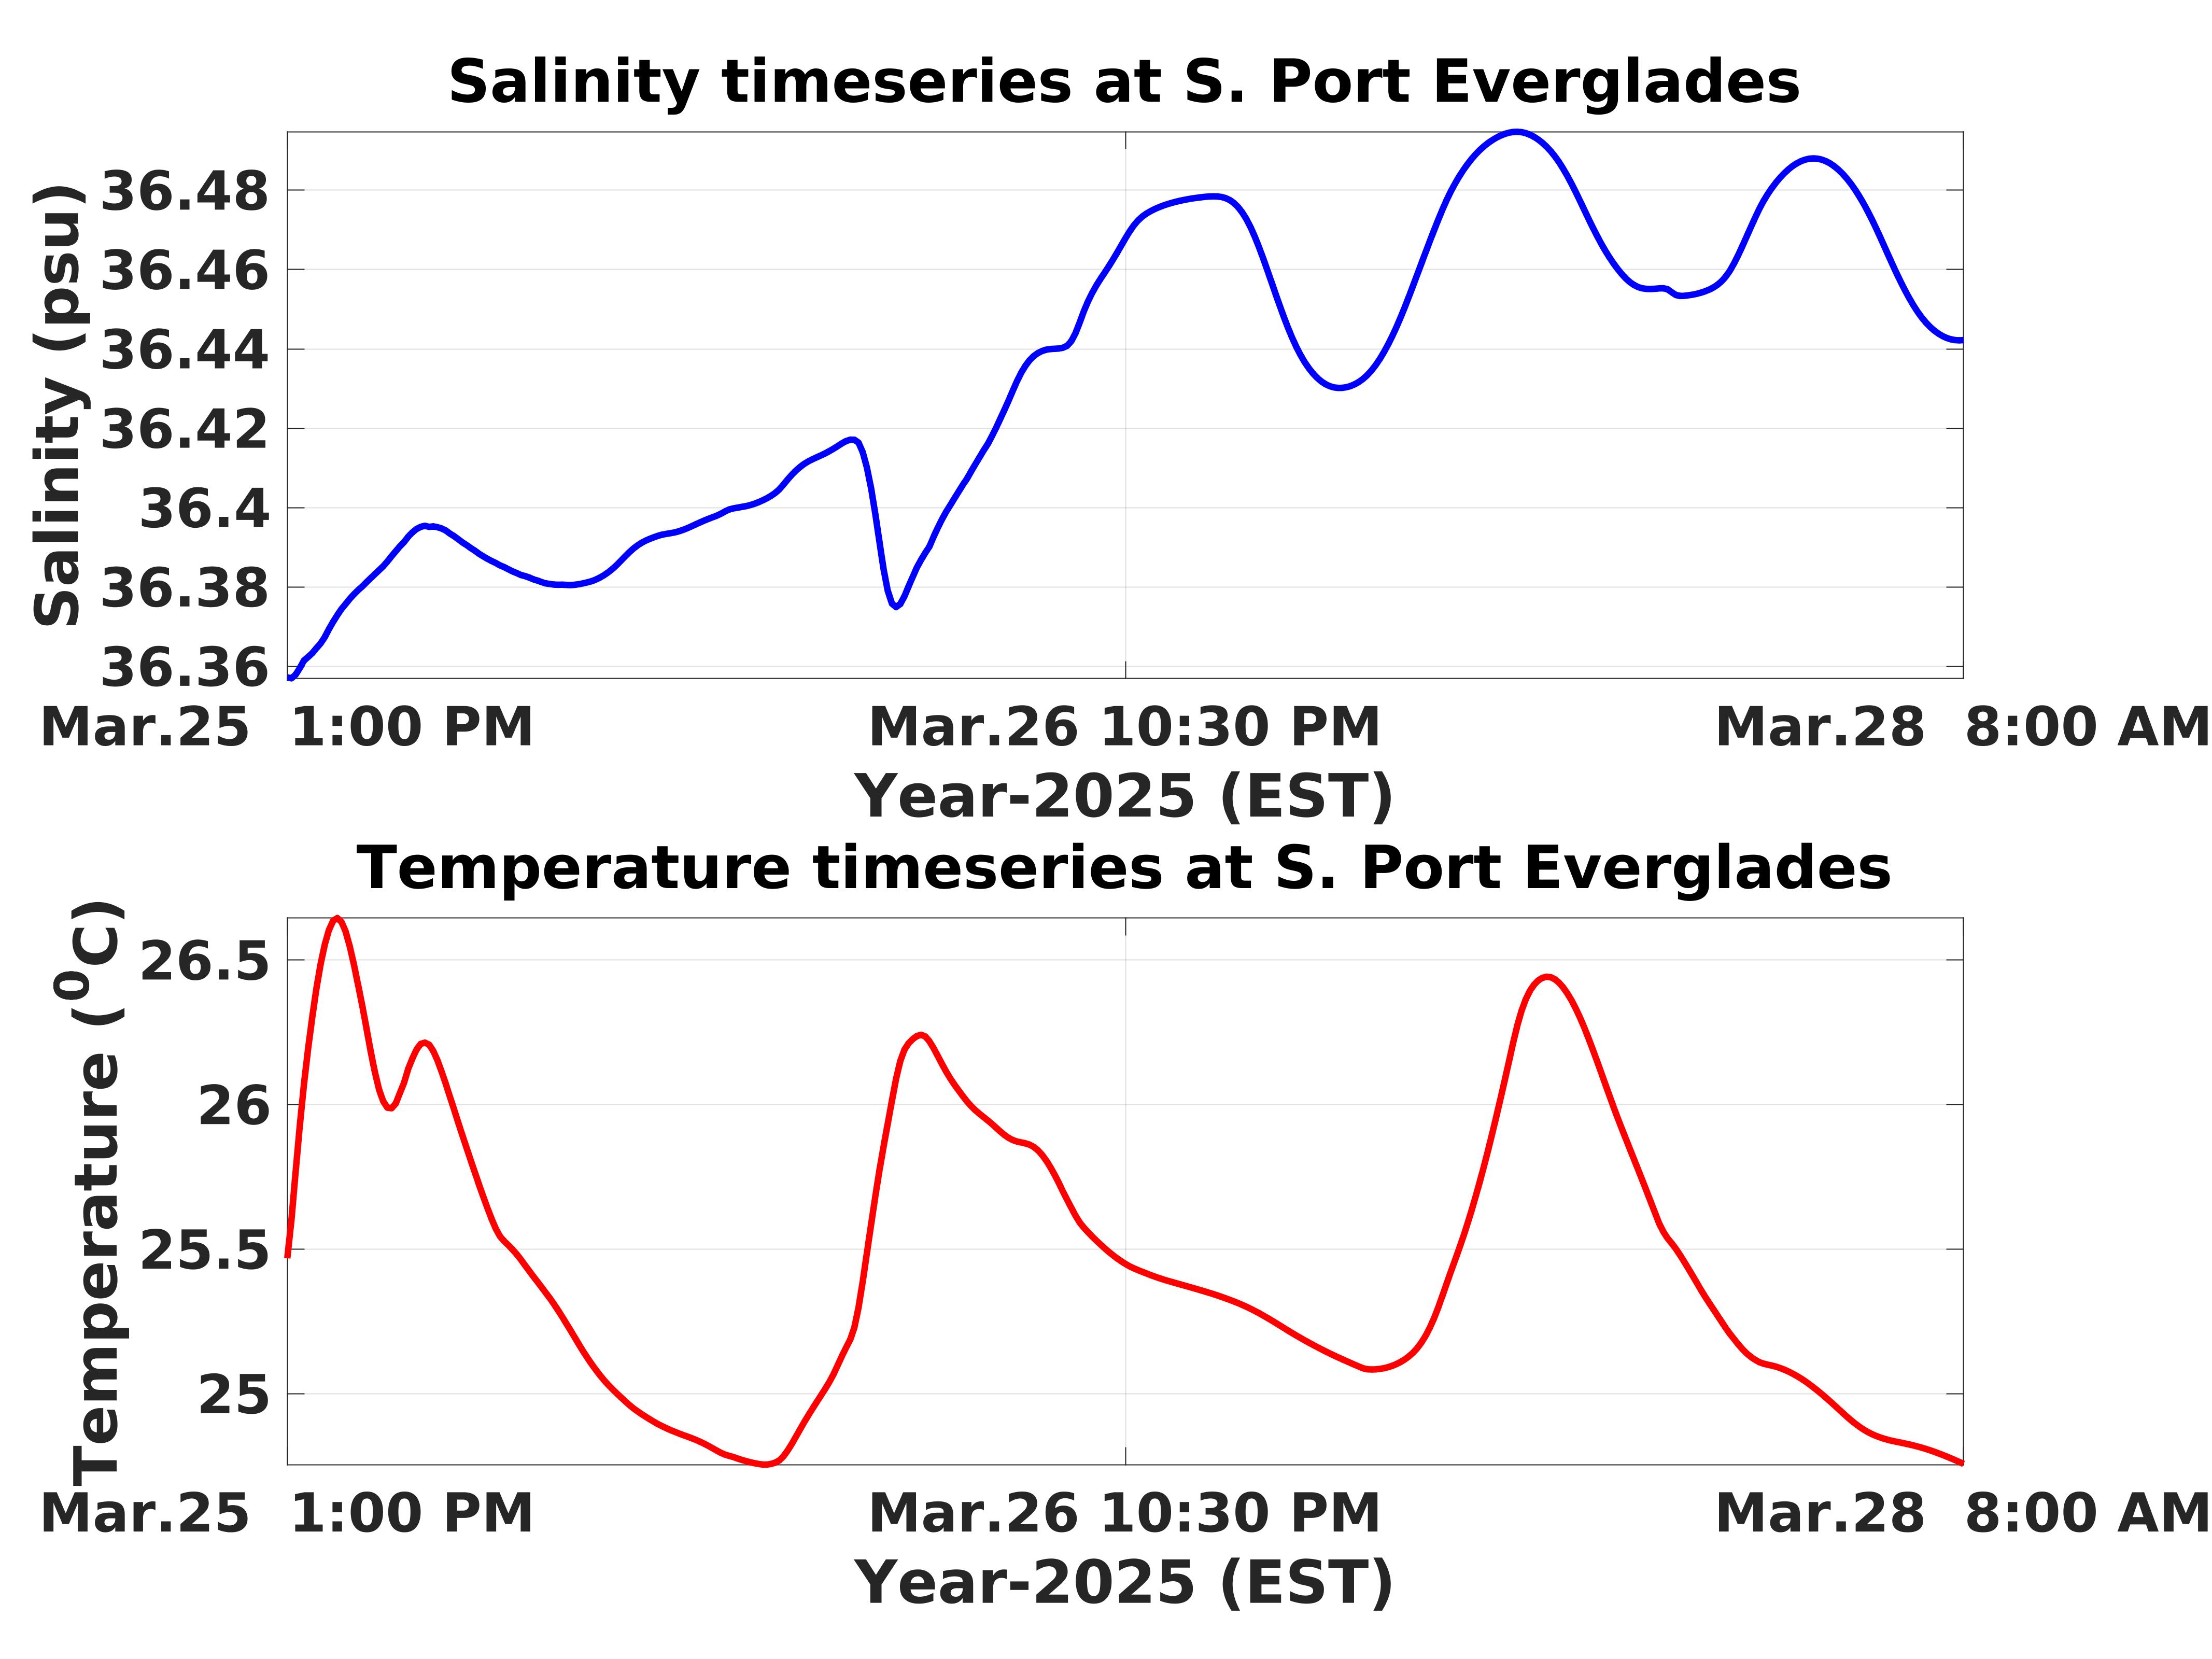 Salinity timeseries at S. Port Everglades
Salinity (psu)
36.48
36.46
36.44
36.42
36.4
36.38
36.36
Mar.25  1:00 PM
Mar.26 10:30 PM
Mar.28  8:00 AM
Year-2025 (EST)
Temperature timeseries at S. Port Everglades
Temperature (⁰C)
26.5
26
25.5
25
Mar.25  1:00 PM
Mar.26 10:30 PM
Mar.28  8:00 AM
Year-2025 (EST)